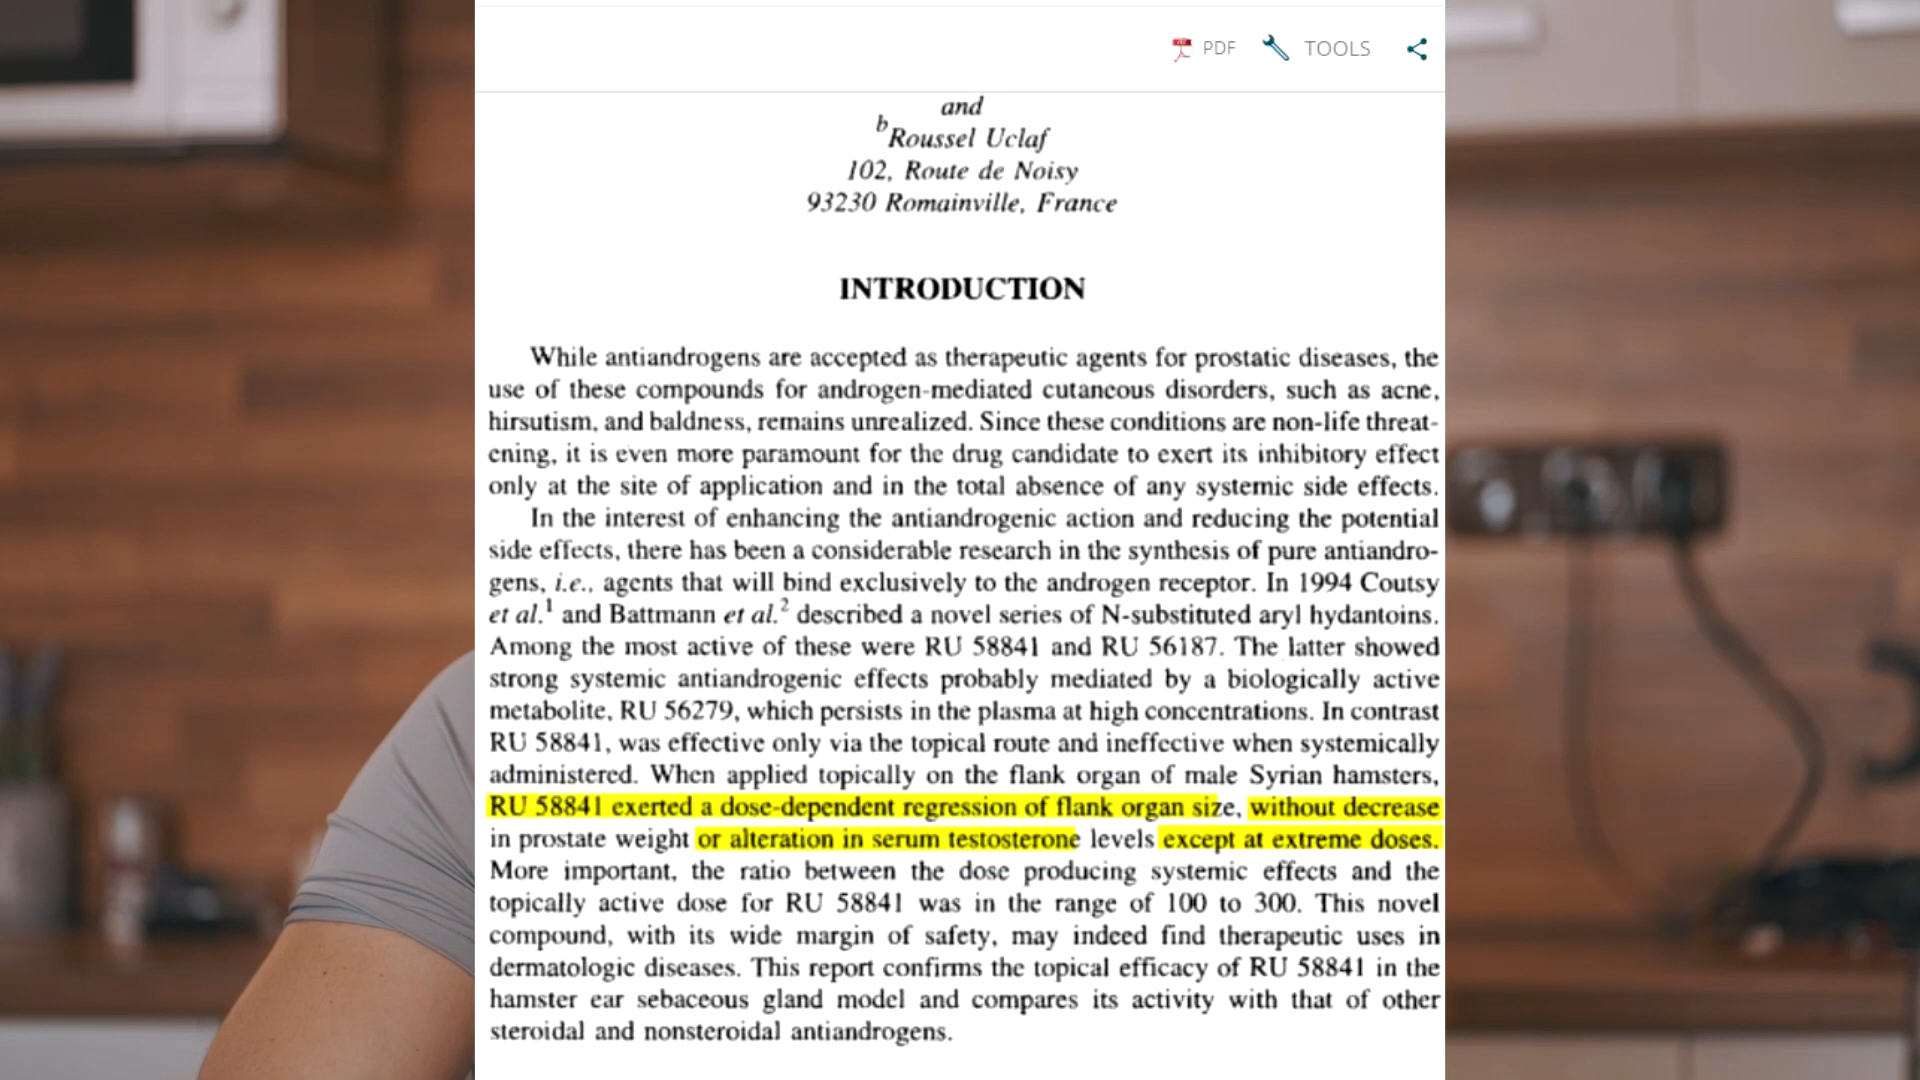 PDF
TOOLS
and
b
Roussel Uclaf
102, Route de Noisy
93230 Romainville, France
INTRODUCTION
While antiandrogens are accepted as therapeutic agents for prostatic diseases, the
use of these compounds for androgen-mediated cutaneous disorders, such as acne,
hirsutism, and baldness, remains unrealized. Since these conditions are non-life threat-
ening, it is even more paramount for the drug candidate to exert its inhibitory effect
only at the site of application and in the total absence of any systemic side effects.
In the interest of enhancing the antiandrogenic action and reducing the potential
side effects, there has been a considerable research in the synthesis of pure antiandro-
gens, i.e., agents that will bind exclusively to the androgen receptor. In 1994 Coutsy
et al.1 and Battmann et al.2 described a novel series of N-substituted aryl hydantoins.
Among the most active of these were RU 58841 and RU 56187. The latter showed
strong systemic antiandrogenic effects probably mediated by a biologically active
metabolite, RU 56279, which persists in the plasma at high concentrations. In contrast
RU 58841, was effective only via the topical route and ineffective when systemically
administered. When applied topically on the flank organ of male Syrian hamsters,
RU 58841 exerted a dose-dependent regression of flank organ size, without decrease
in prostate weight or alteration in serum testosterone levels except at extreme doses.
More important, the ratio between the dose producing systemic effects and the
topically active dose for RU 58841 was in the range of 100 to 300. This novel
compound, with its wide margin of safety, may indeed find therapeutic uses in
dermatologic diseases. This report confirms the topical efficacy of RU 58841 in the
hamster ear sebaceous gland model and compares its activity with that of other
steroidal and nonsteroidal antiandrogens.